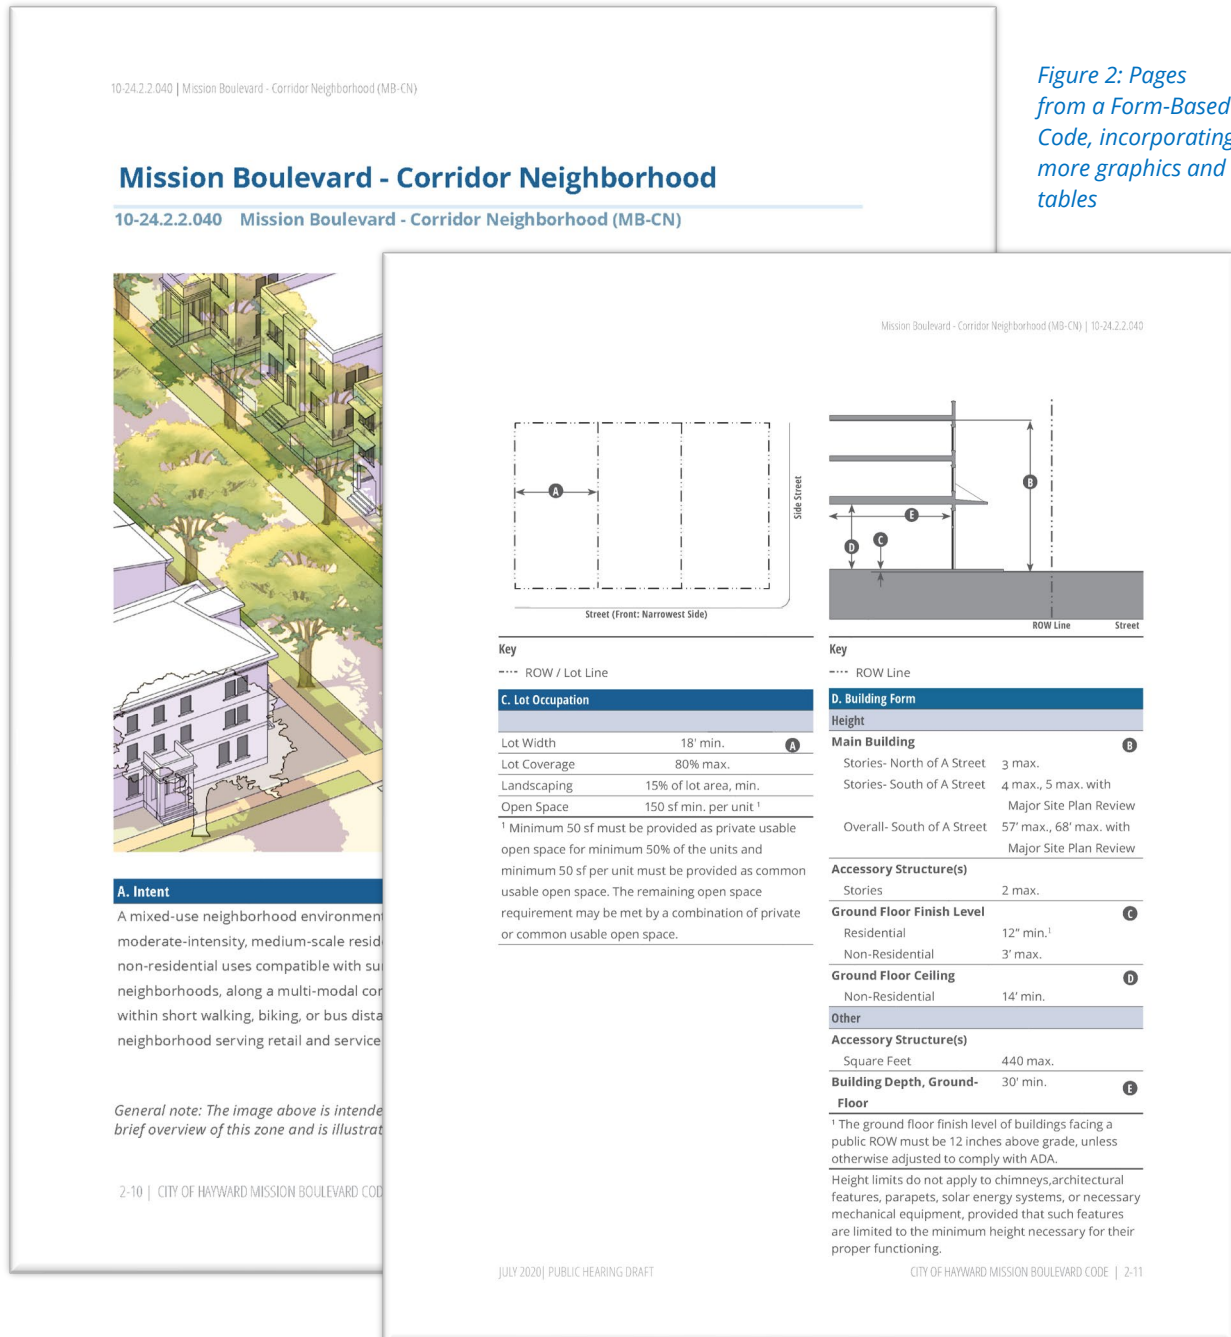 10-24.2.2.040 | Mission Boulevard - Corridor Neighborhood (MB-CN)
Figure 2: Pages
from a Form-Based
Code, incorporating
more graphics and
tables
Mission Boulevard - Corridor Neighborhood
10-24.2.2.040 Mission Boulevard - Corridor Neighborhood (MB-CN)
A. Intent
A mixed-use neighborhood environment
moderate-intensity, medium-scale resid
non-residential uses compatible with su
neighborhoods, along a multi-modal cor
within short walking, biking, or bus dista
neighborhood serving retail and service
General note: The image above is intende
brief overview of this zone and is illustrat
2-10 | CITY OF HAYWARD MISSION BOULEVARD COD
Mission Boulevard - Corridor Neighborhood (MB-CN) | 10-24.2.2.040
A
Side Street
Street (Front: Narrowest Side)
Key
ROW / Lot Line
C. Lot Occupation
Lot Width 18' min. A
Lot Coverage 80% max.
Landscaping 15% of lot area, min.
Open Space 150 sf min. per unit ¹
¹ Minimum 50 sf must be provided as private usable
open space for minimum 50% of the units and
minimum 50 sf per unit must be provided as common
usable open space. The remaining open space
requirement may be met by a combination of private
or common usable open space.
B
E
C
D
ROW Line Street
Key
ROW Line
D. Building Form
Height
Main Building B
Stories- North of A Street 3 max.
Stories- South of A Street 4 max., 5 max. with
Major Site Plan Review
Overall- South of A Street 57' max., 68' max. with
Major Site Plan Review
Accessory Structure(s)
Stories 2 max.
Ground Floor Finish Level C
Residential 12" min.¹
Non-Residential 3' max.
Ground Floor Ceiling D
Non-Residential 14' min.
Other
Accessory Structure(s)
Square Feet 440 max.
Building Depth, Ground- 30' min. E
Floor
¹ The ground floor finish level of buildings facing a
public ROW must be 12 inches above grade, unless
otherwise adjusted to comply with ADA.
Height limits do not apply to chimneys,architectural
features, parapets, solar energy systems, or necessary
mechanical equipment, provided that such features
are limited to the minimum height necessary for their
proper functioning.
JULY 2020| PUBLIC HEARING DRAFT
CITY OF HAYWARD MISSION BOULEVARD CODE | 2-11